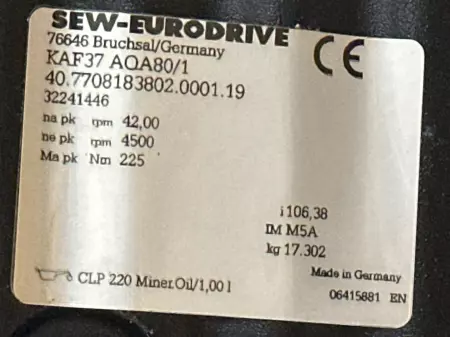 SEW-EURODRIVE
76646 Bruchsal/Germany
CE
KAF37 AQA80/1
40.7708183802.0001.19
32241446
na pk rpm 42,00
ne pk rpm 4500
Ma pk Nm 225
i 106,38
IM M5A
kg 17.302
CLP 220 Miner.Oil/1,00 l
Made in Germany
06415881 EN